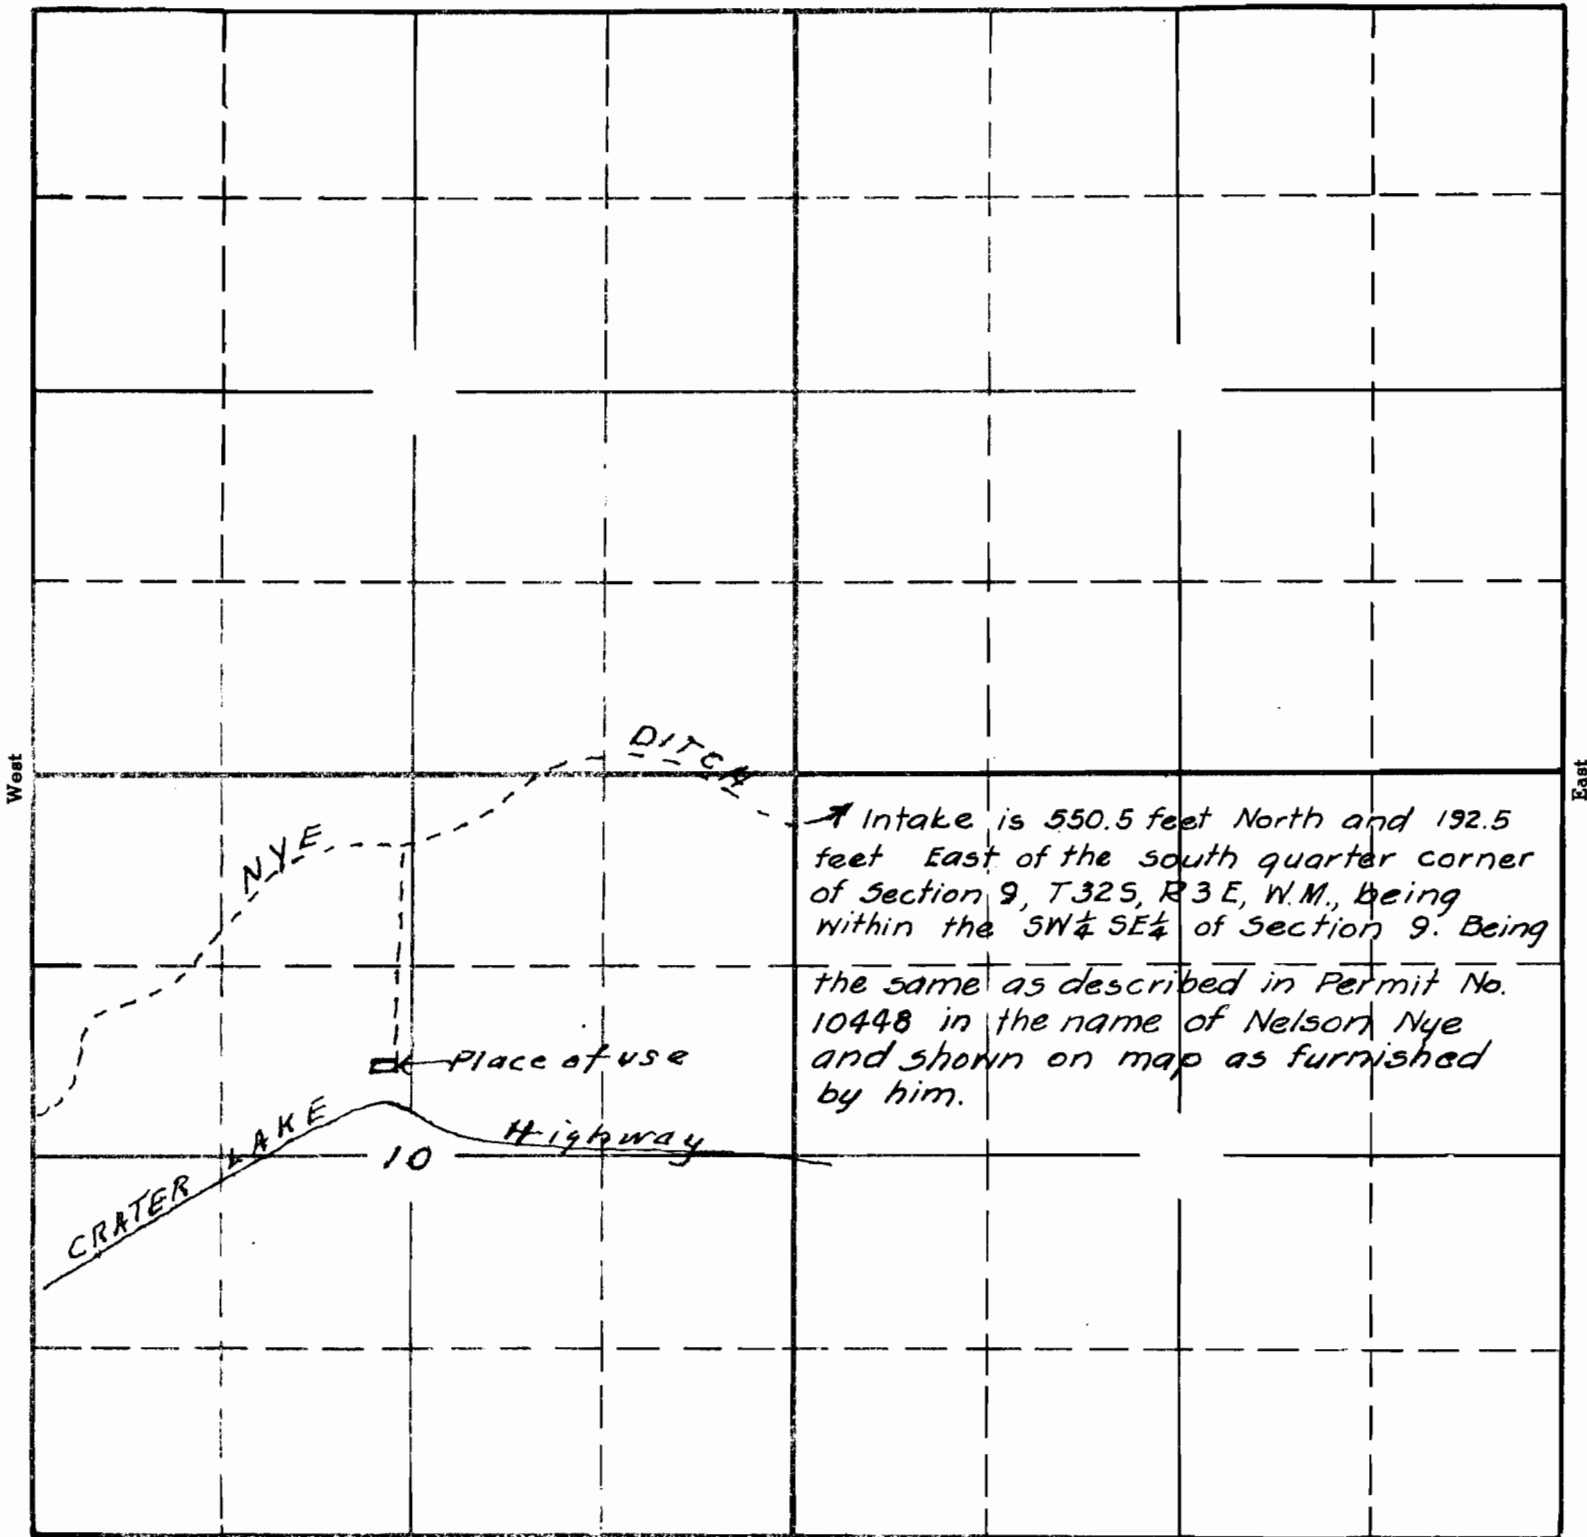 West
East
DITCH
NYE
Intake is 550.5 feet North and 192.5
feet East of the south quarter corner
of Section 9, T32S, R3E, W.M., being
within the SW¼ SE¼ of Section 9. Being
the same as described in Permit No.
10448 in the name of Nelson Nye
and shown on map as furnished
by him.
Place of use
CRATER LAKE Highway
10